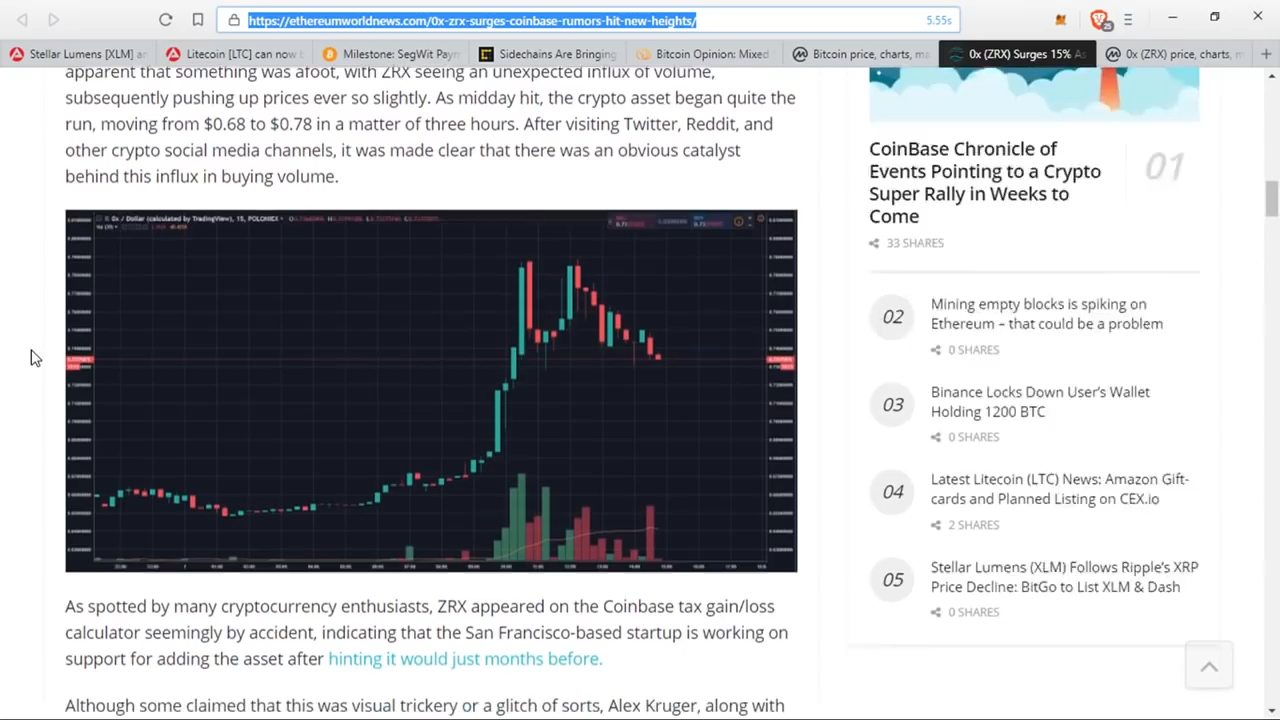 https://ethereumworldnews.com/0x-zrx-surges-coinbase-rumors-hit-new-heights/
5.55s
25
Stellar Lumens [XLM] an
Litecoin [LTC] can now
Milestone: SegWit Paym
Sidechains Are Bringing
Bitcoin Opinion: Mixed
Bitcoin price, charts, ma
0x (ZRX) Surges 15% As
0x (ZRX) price, charts, m
apparent that something was afoot, with ZRX seeing an unexpected influx of volume,
subsequently pushing up prices ever so slightly. As midday hit, the crypto asset began quite the
run, moving from $0.68 to $0.78 in a matter of three hours. After visiting Twitter, Reddit, and
other crypto social media channels, it was made clear that there was an obvious catalyst
behind this influx in buying volume.
0x / Dollar (calculated by TradingView), 15, POLONIEX
As spotted by many cryptocurrency enthusiasts, ZRX appeared on the Coinbase tax gain/loss
calculator seemingly by accident, indicating that the San Francisco-based startup is working on
support for adding the asset after hinting it would just months before.
Although some claimed that this was visual trickery or a glitch of sorts, Alex Kruger, along with
CoinBase Chronicle of
Events Pointing to a Crypto
Super Rally in Weeks to
Come
01
33 SHARES
02
Mining empty blocks is spiking on
Ethereum – that could be a problem
0 SHARES
03
Binance Locks Down User's Wallet
Holding 1200 BTC
0 SHARES
04
Latest Litecoin (LTC) News: Amazon Gift-
cards and Planned Listing on CEX.io
2 SHARES
05
Stellar Lumens (XLM) Follows Ripple's XRP
Price Decline: BitGo to List XLM & Dash
0 SHARES